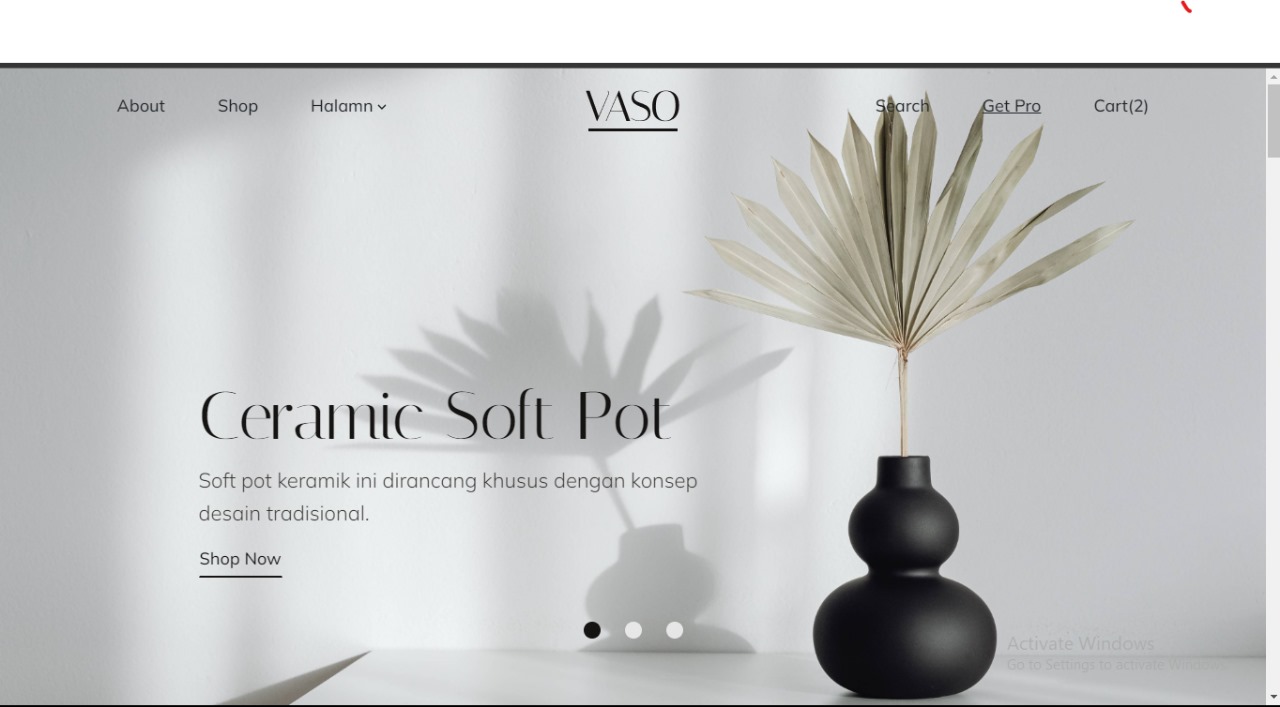 About Shop Halamn VASO Search Get Pro Cart(2)
Ceramic Soft Pot
Soft pot keramik ini dirancang khusus dengan konsep
desain tradisional.
Shop Now
Activate Windows
Go to Settings to activate Windows.